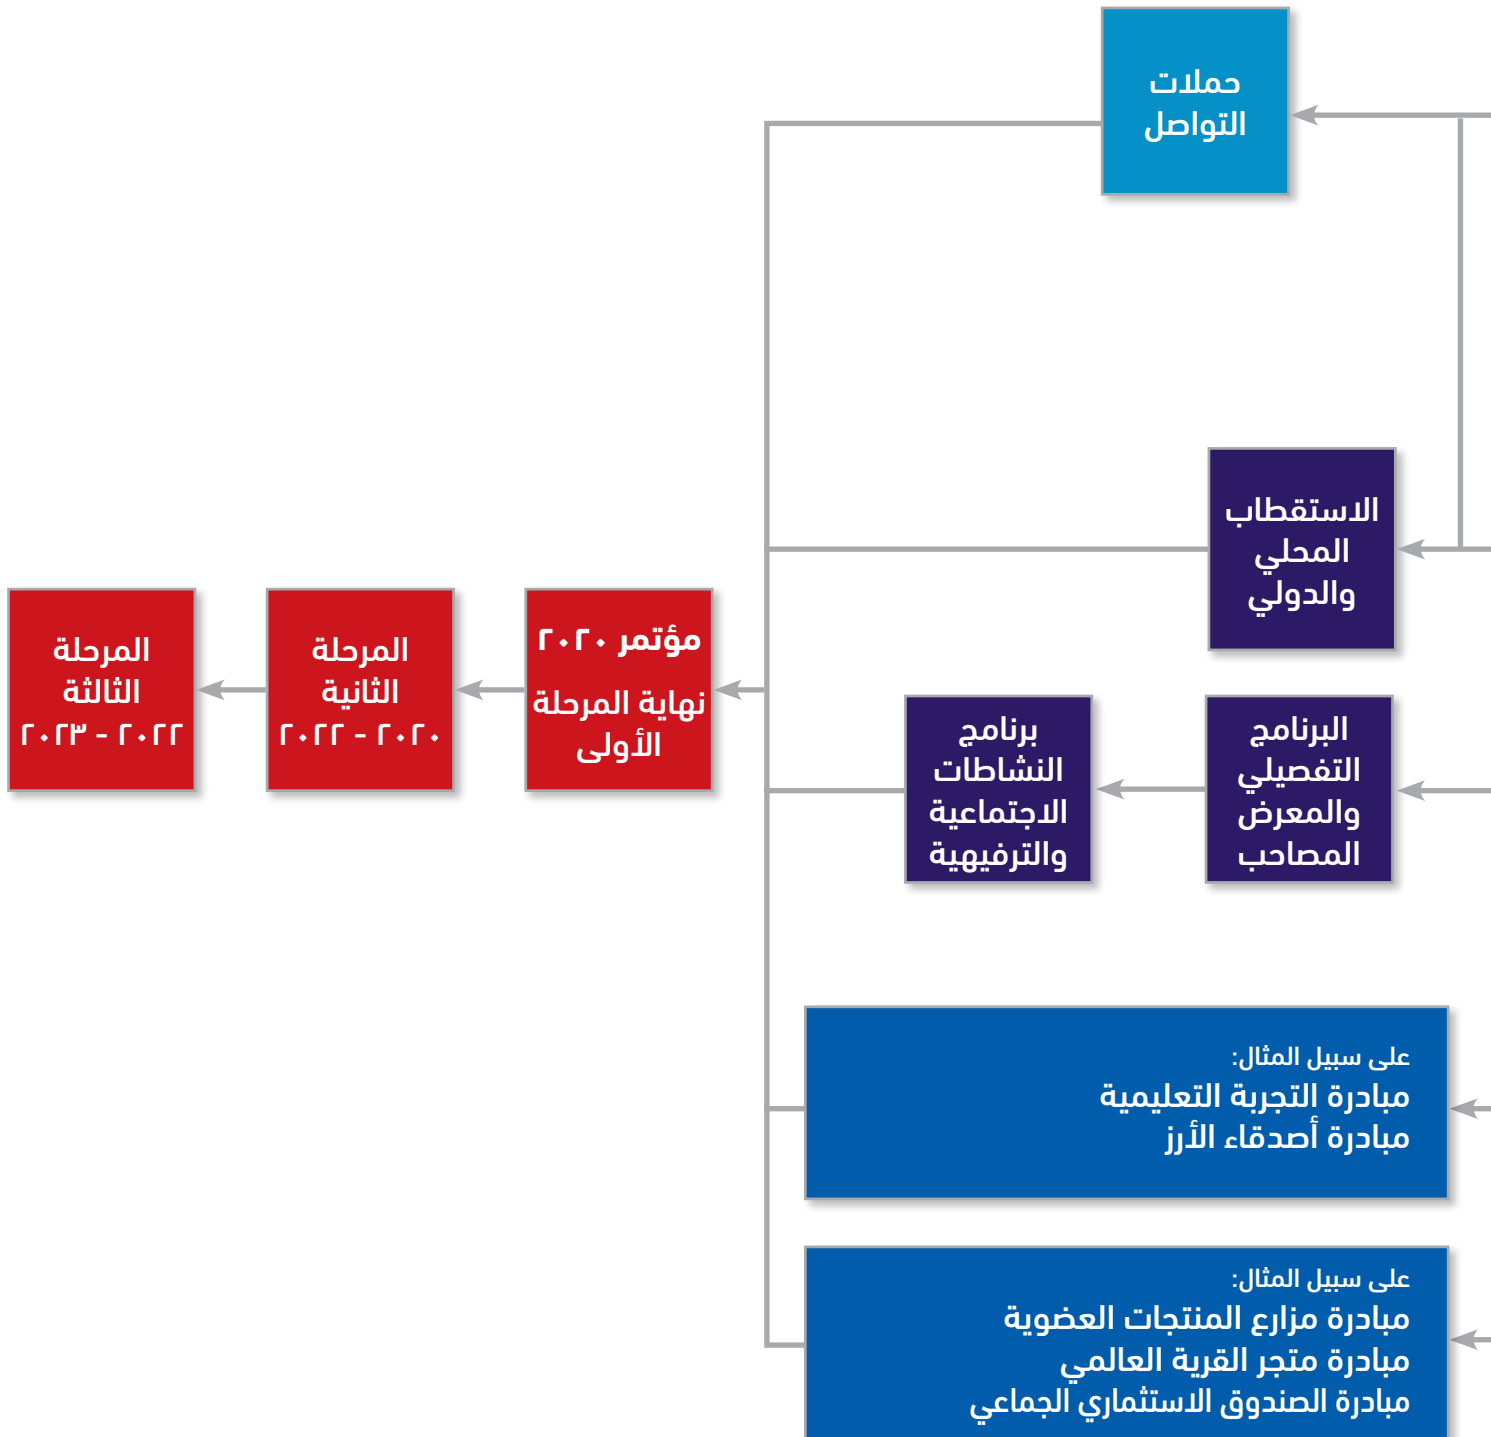 حملات
التواصل
الاستقطاب
المحلي
والدولي
البرنامج
التفصيلي
والمعرض
المصاحب
برنامج
النشاطات
الاجتماعية
والترفيهية
مؤتمر ٢٠٢٠
نهاية المرحلة
الأولى
المرحلة
الثانية
٢٠٢٠ - ٢٠٢٢
المرحلة
الثالثة
٢٠٢٢ - ٢٠٢٣
على سبيل المثال:
مبادرة التجربة التعليمية
مبادرة أصدقاء الأرز
على سبيل المثال:
مبادرة مزارع المنتجات العضوية
مبادرة متجر القرية العالمي
مبادرة الصندوق الاستثماري الجماعي